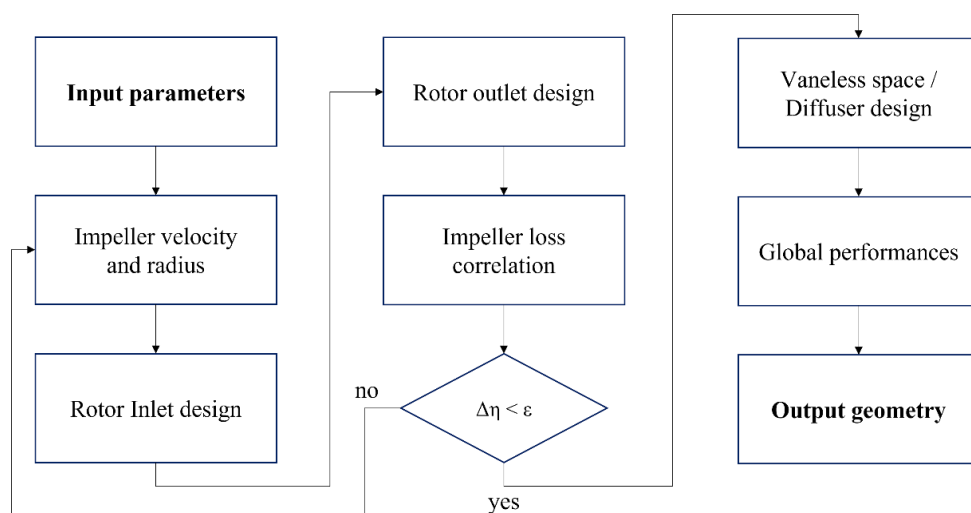 Input parameters
Impeller velocity
and radius
Rotor Inlet design
Rotor outlet design
Impeller loss
correlation
Δη < ε
no
yes
Vaneless space /
Diffuser design
Global performances
Output geometry